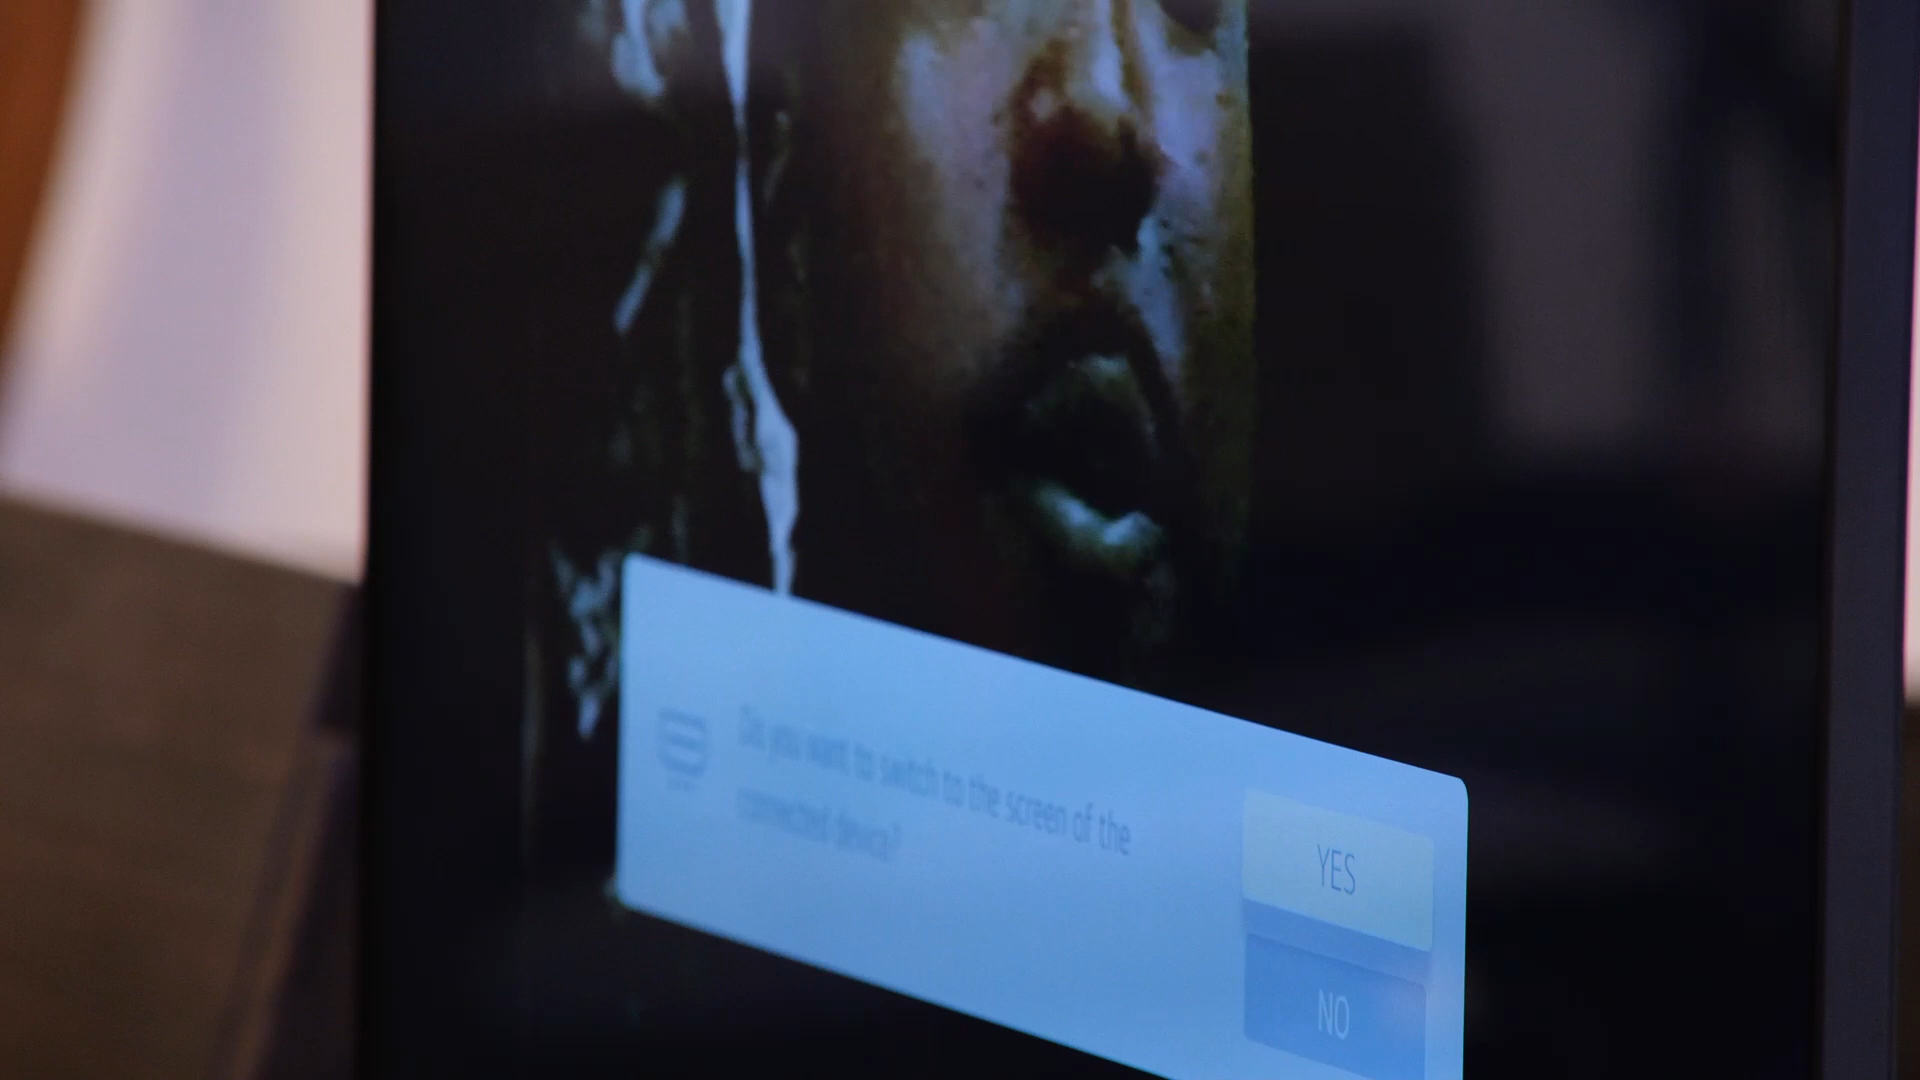 Do you want to switch to the screen of the
connected device?
YES
NO